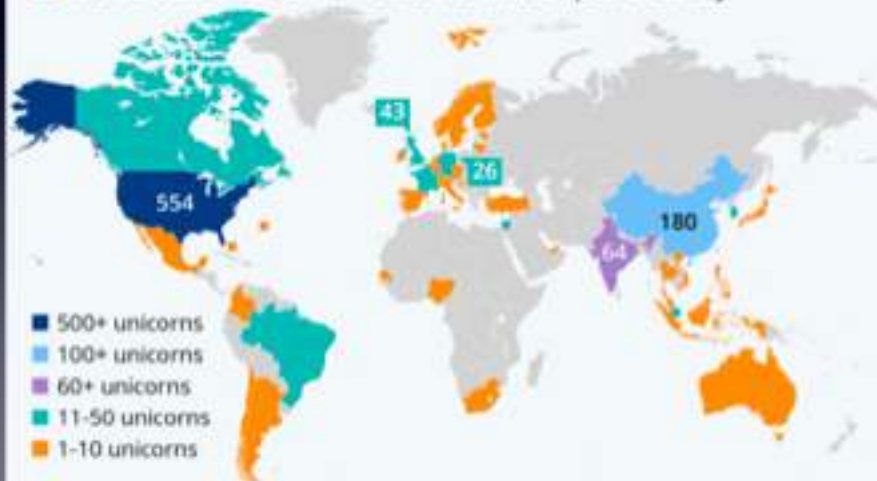 43
26
554
180
64
500+ unicorns
100+ unicorns
60+ unicorns
11-50 unicorns
1-10 unicorns